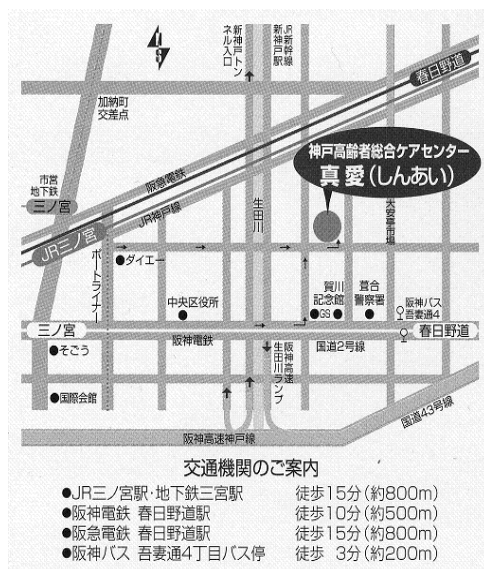 N
S
新神戸トンネル入口
JR新幹線
新神戸駅
春日野道
加納町
交差点
神戸高齢者総合ケアセンター
真愛(しんあい)
市営
地下鉄
三ノ宮
阪急電鉄
生田川
大安亭市場
JR三ノ宮
JR神戸線
●ダイエー
ポートライナー
中央区役所
賀川
記念館
●GS
葺合
警察署
阪神バス
吾妻通4
三ノ宮
阪神電鉄
国道2号線
春日野道
●そごう
阪神高速
生田川ランプ
●国際会館
国道43号線
阪神高速神戸線
交通機関のご案内
●JR三ノ宮駅・地下鉄三宮駅 徒歩15分(約800m)
●阪神電鉄 春日野道駅 徒歩10分(約500m)
●阪急電鉄 春日野道駅 徒歩15分(約800m)
●阪神バス 吾妻通4丁目バス停 徒歩 3分(約200m)